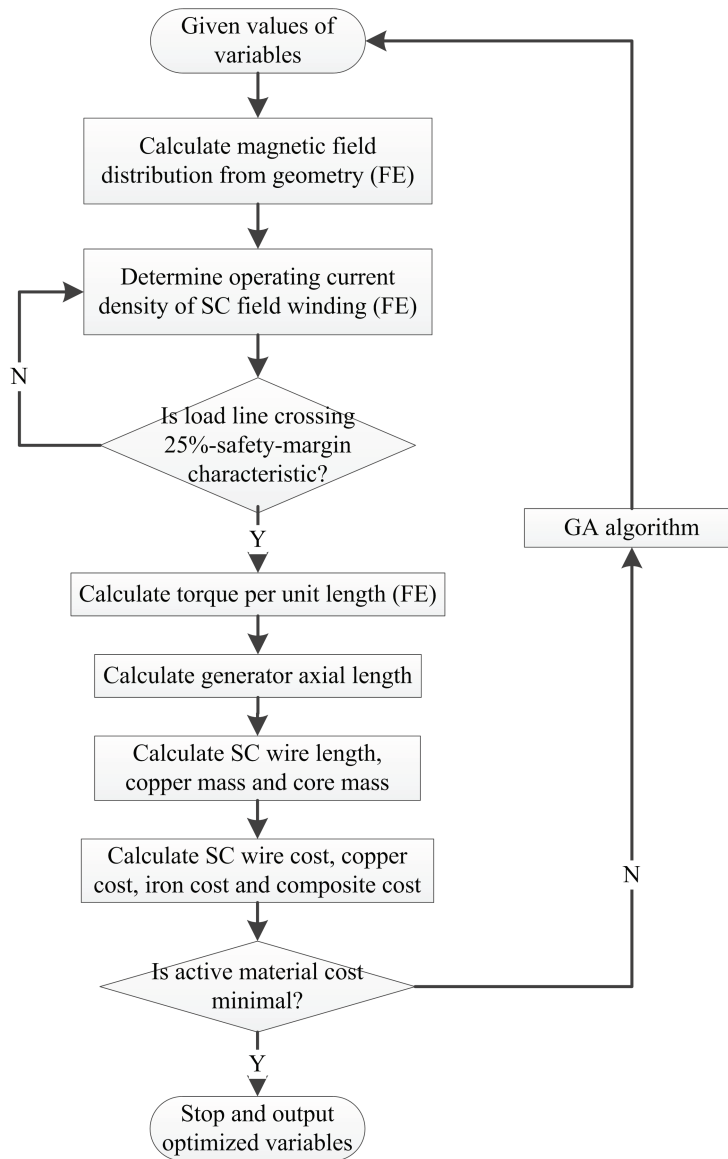 Given values of
variables
Calculate magnetic field
distribution from geometry (FE)
Determine operating current
density of SC field winding (FE)
N
Is load line crossing
25%-safety-margin
characteristic?
Y
GA algorithm
Calculate torque per unit length (FE)
Calculate generator axial length
Calculate SC wire length,
copper mass and core mass
Calculate SC wire cost, copper
cost, iron cost and composite cost
N
Is active material cost
minimal?
Y
Stop and output
optimized variables